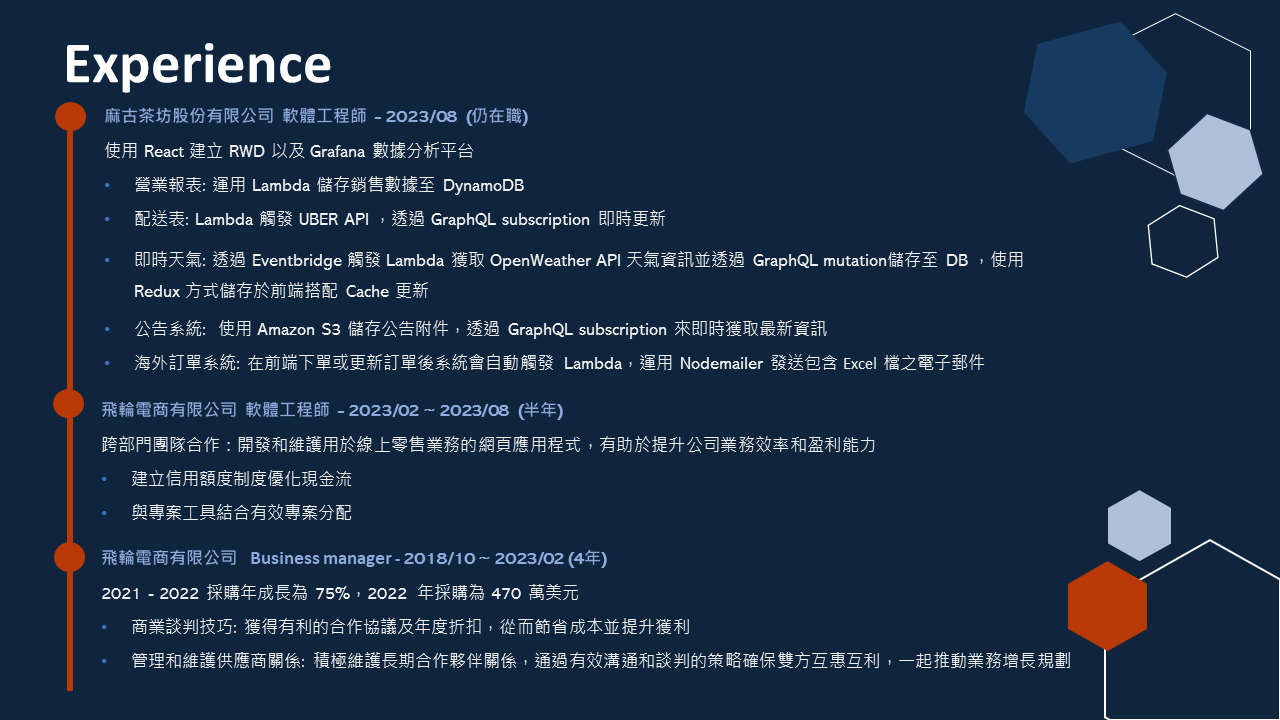 Experience
麻古茶坊股份有限公司 軟體工程師 - 2023/08 (仍在職)
使用 React 建立 RWD 以及 Grafana 數據分析平台
• 營業報表: 運用 Lambda 儲存銷售數據至 DynamoDB
• 配送表: Lambda 觸發 UBER API ，透過 GraphQL subscription 即時更新
• 即時天氣: 透過 Eventbridge 觸發 Lambda 獲取 OpenWeather API 天氣資訊並透過 GraphQL mutation儲存至 DB ，使用
Redux 方式儲存於前端搭配 Cache 更新
• 公告系統: 使用 Amazon S3 儲存公告附件，透過 GraphQL subscription 來即時獲取最新資訊
• 海外訂單系統: 在前端下單或更新訂單後系統會自動觸發 Lambda，運用 Nodemailer 發送包含 Excel 檔之電子郵件
飛輪電商有限公司 軟體工程師 - 2023/02 ~ 2023/08 (半年)
跨部門團隊合作：開發和維護用於線上零售業務的網頁應用程式，有助於提升公司業務效率和盈利能力
• 建立信用額度制度優化現金流
• 與專案工具結合有效專案分配
飛輪電商有限公司 Business manager - 2018/10 ~ 2023/02 (4年)
2021 - 2022 採購年成長為 75%，2022 年採購為 470 萬美元
• 商業談判技巧: 獲得有利的合作協議及年度折扣，從而節省成本並提升獲利
• 管理和維護供應商關係: 積極維護長期合作夥伴關係，通過有效溝通和談判的策略確保雙方互惠互利，一起推動業務增長規劃